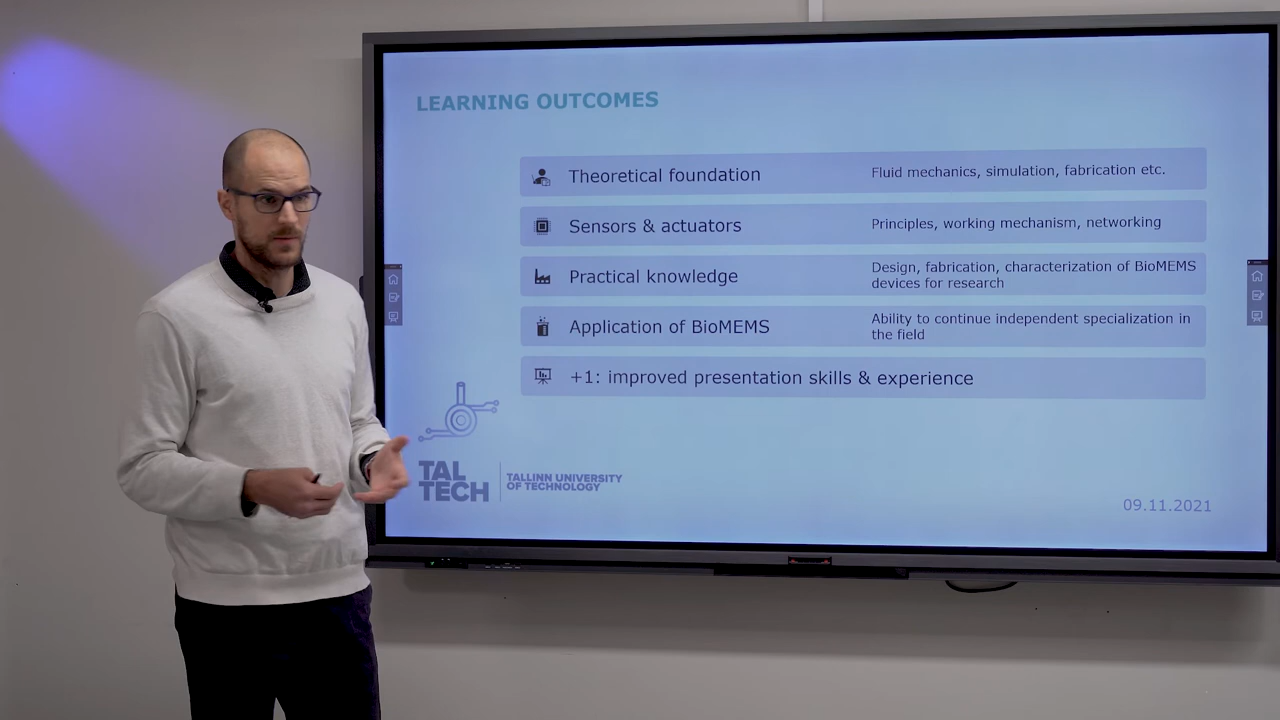 LEARNING OUTCOMES
Theoretical foundation
Fluid mechanics, simulation, fabrication etc.
Sensors & actuators
Principles, working mechanism, networking
Practical knowledge
Design, fabrication, characterization of BioMEMS
devices for research
Application of BioMEMS
Ability to continue independent specialization in
the field
+1: improved presentation skills & experience
TAL
TECH
TALLINN UNIVERSITY
OF TECHNOLOGY
09.11.2021